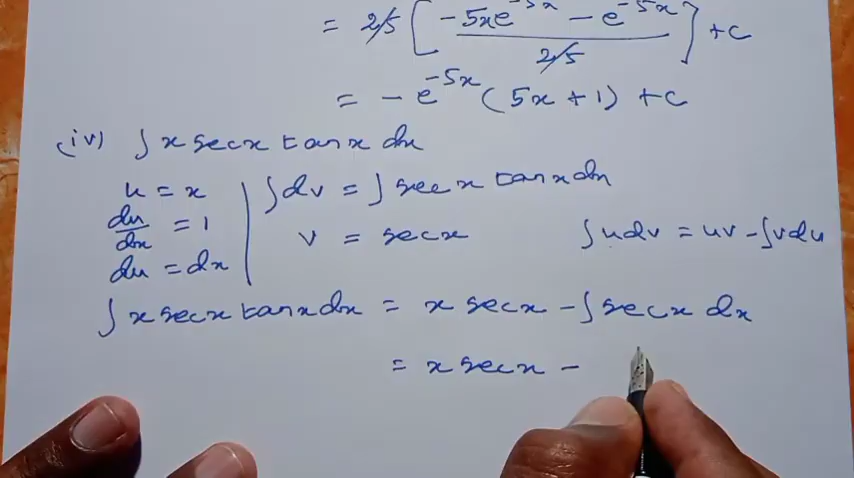 = 2/5 [ (-5xe^-5x - e^-5x) / (2/5) ] + c
= - e^-5x (5x + 1) + c
(iv) ∫ x secx tanx dx
u = x | ∫dv = ∫ secx tanx dx
du/dx = 1 | v = secx ∫udv = uv - ∫vdu
du = dx
∫ x secx tanx dx = x secx - ∫ secx dx
= x secx -